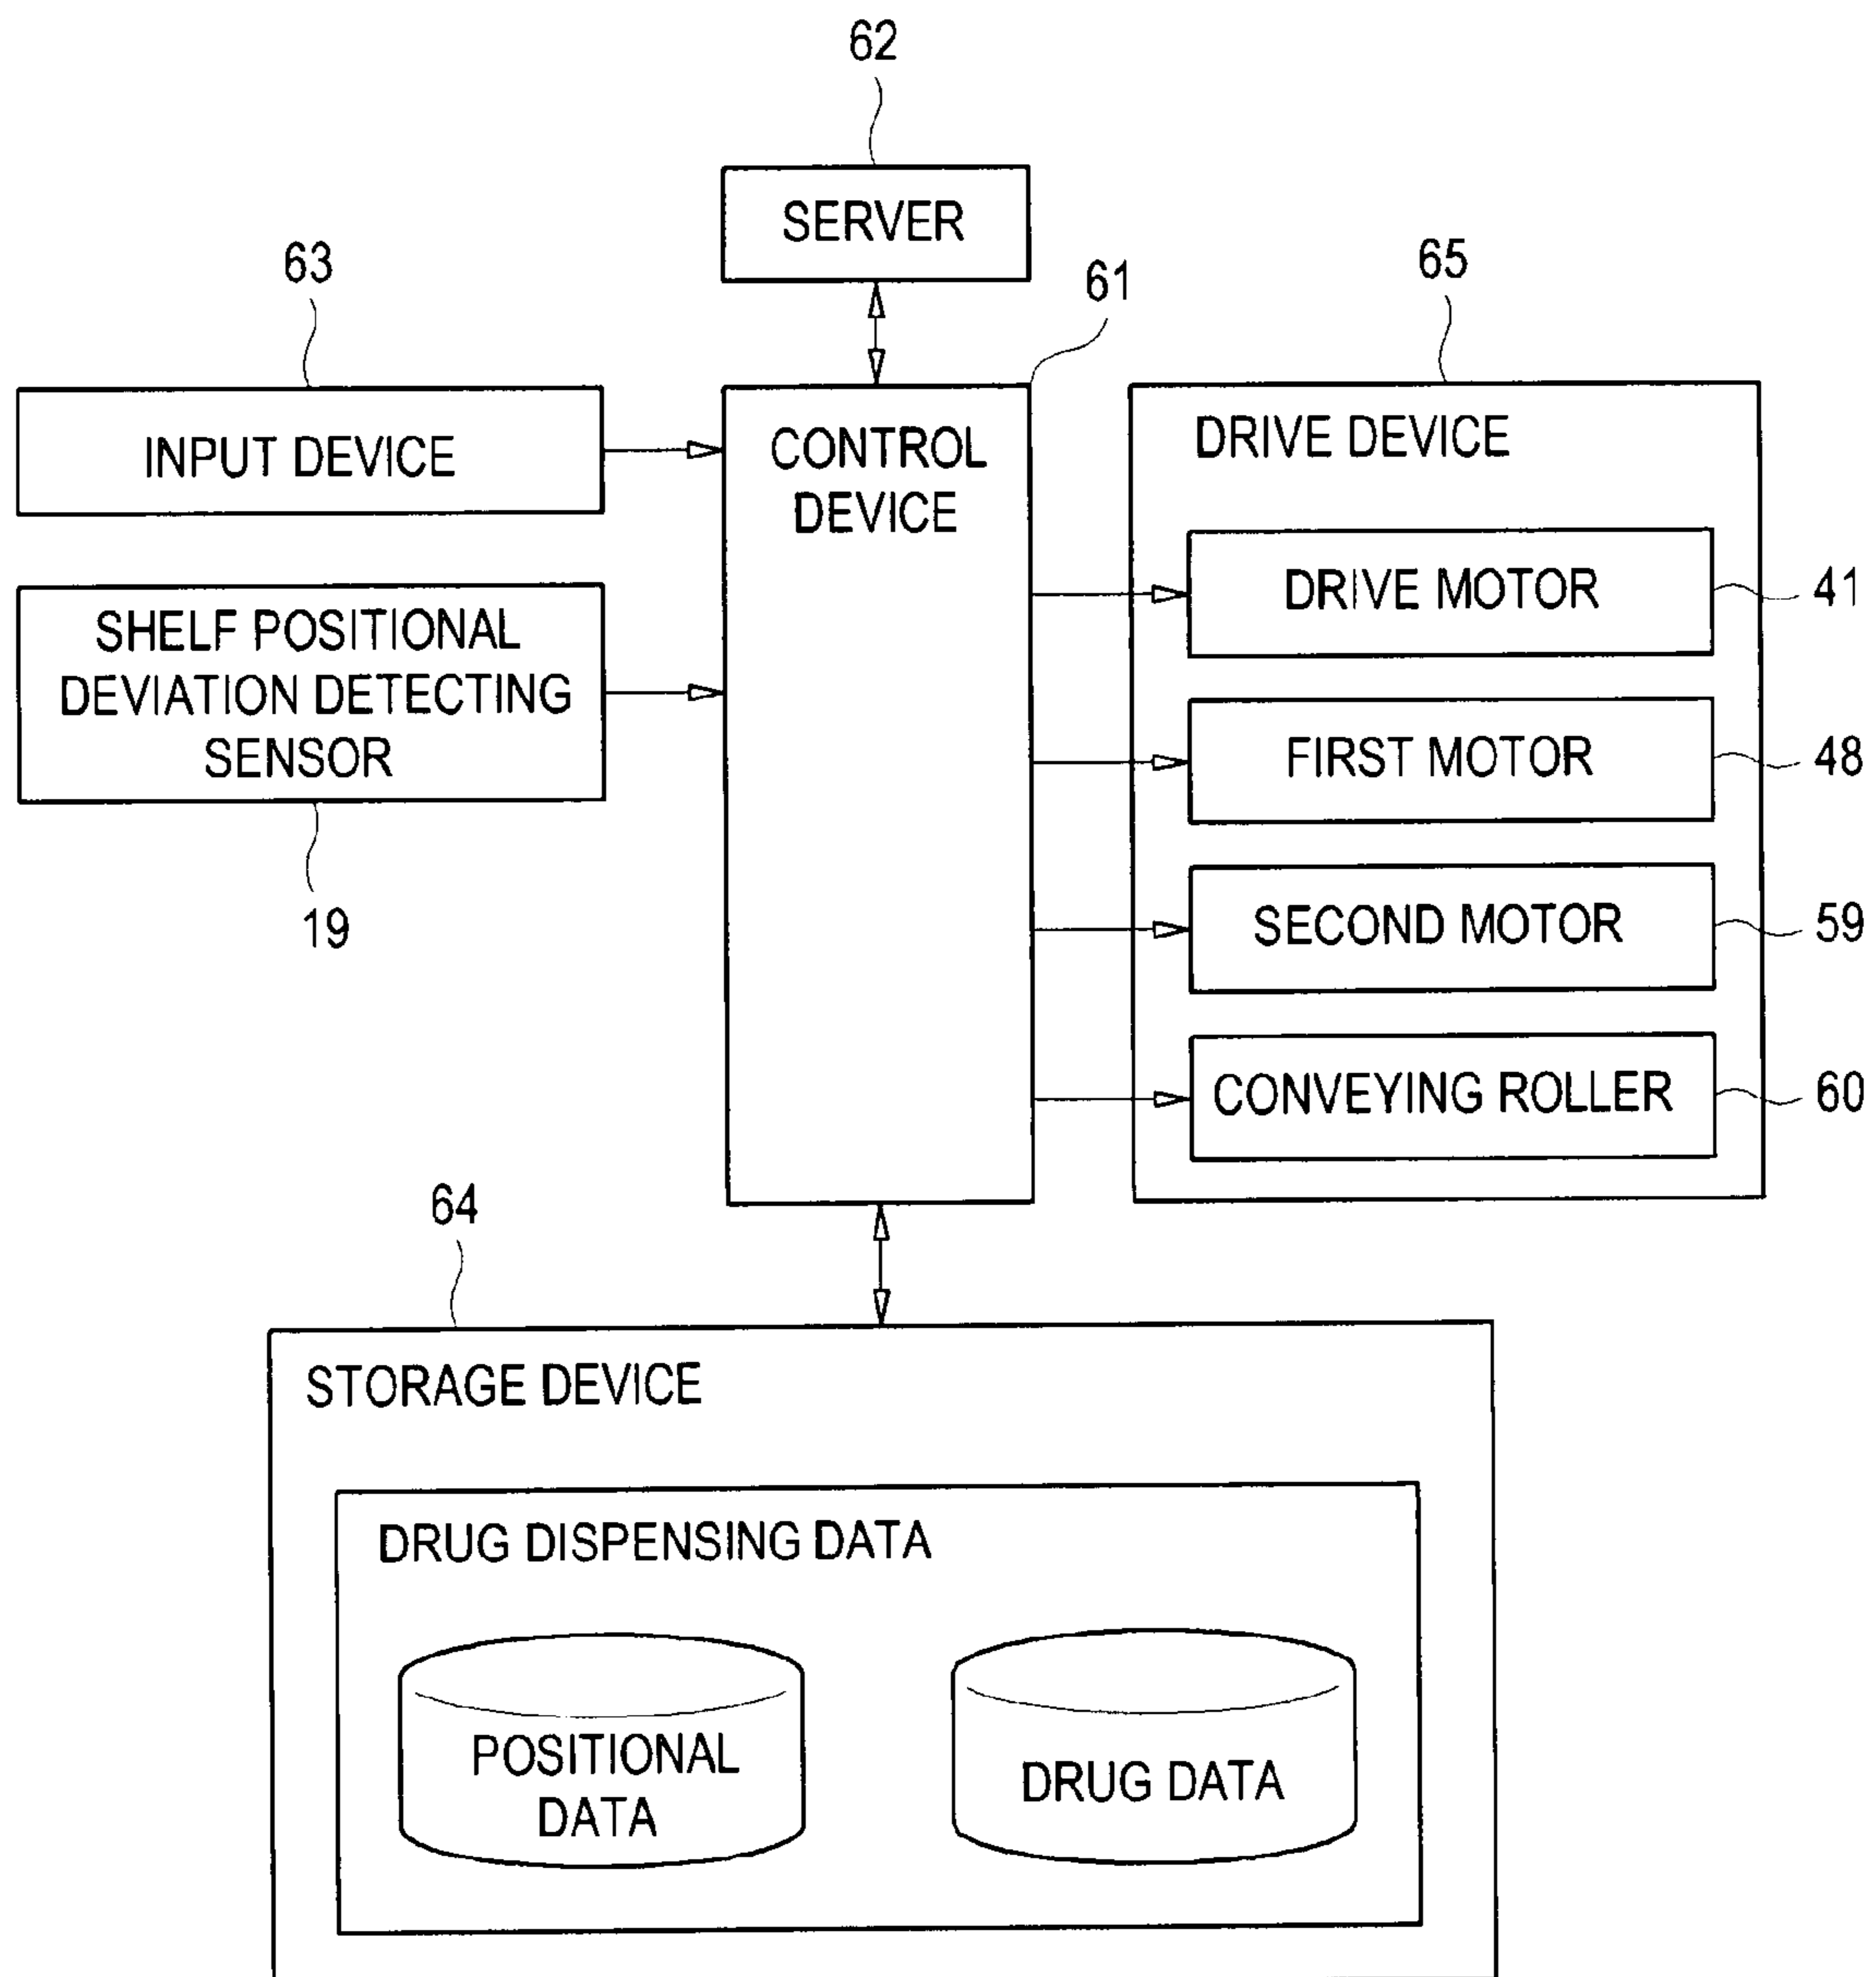 62
SERVER
63
61
65
INPUT DEVICE
CONTROL
DEVICE
DRIVE DEVICE
SHELF POSITIONAL
DEVIATION DETECTING
SENSOR
19
DRIVE MOTOR
41
FIRST MOTOR
48
SECOND MOTOR
59
CONVEYING ROLLER
60
64
STORAGE DEVICE
DRUG DISPENSING DATA
POSITIONAL
DATA
DRUG DATA